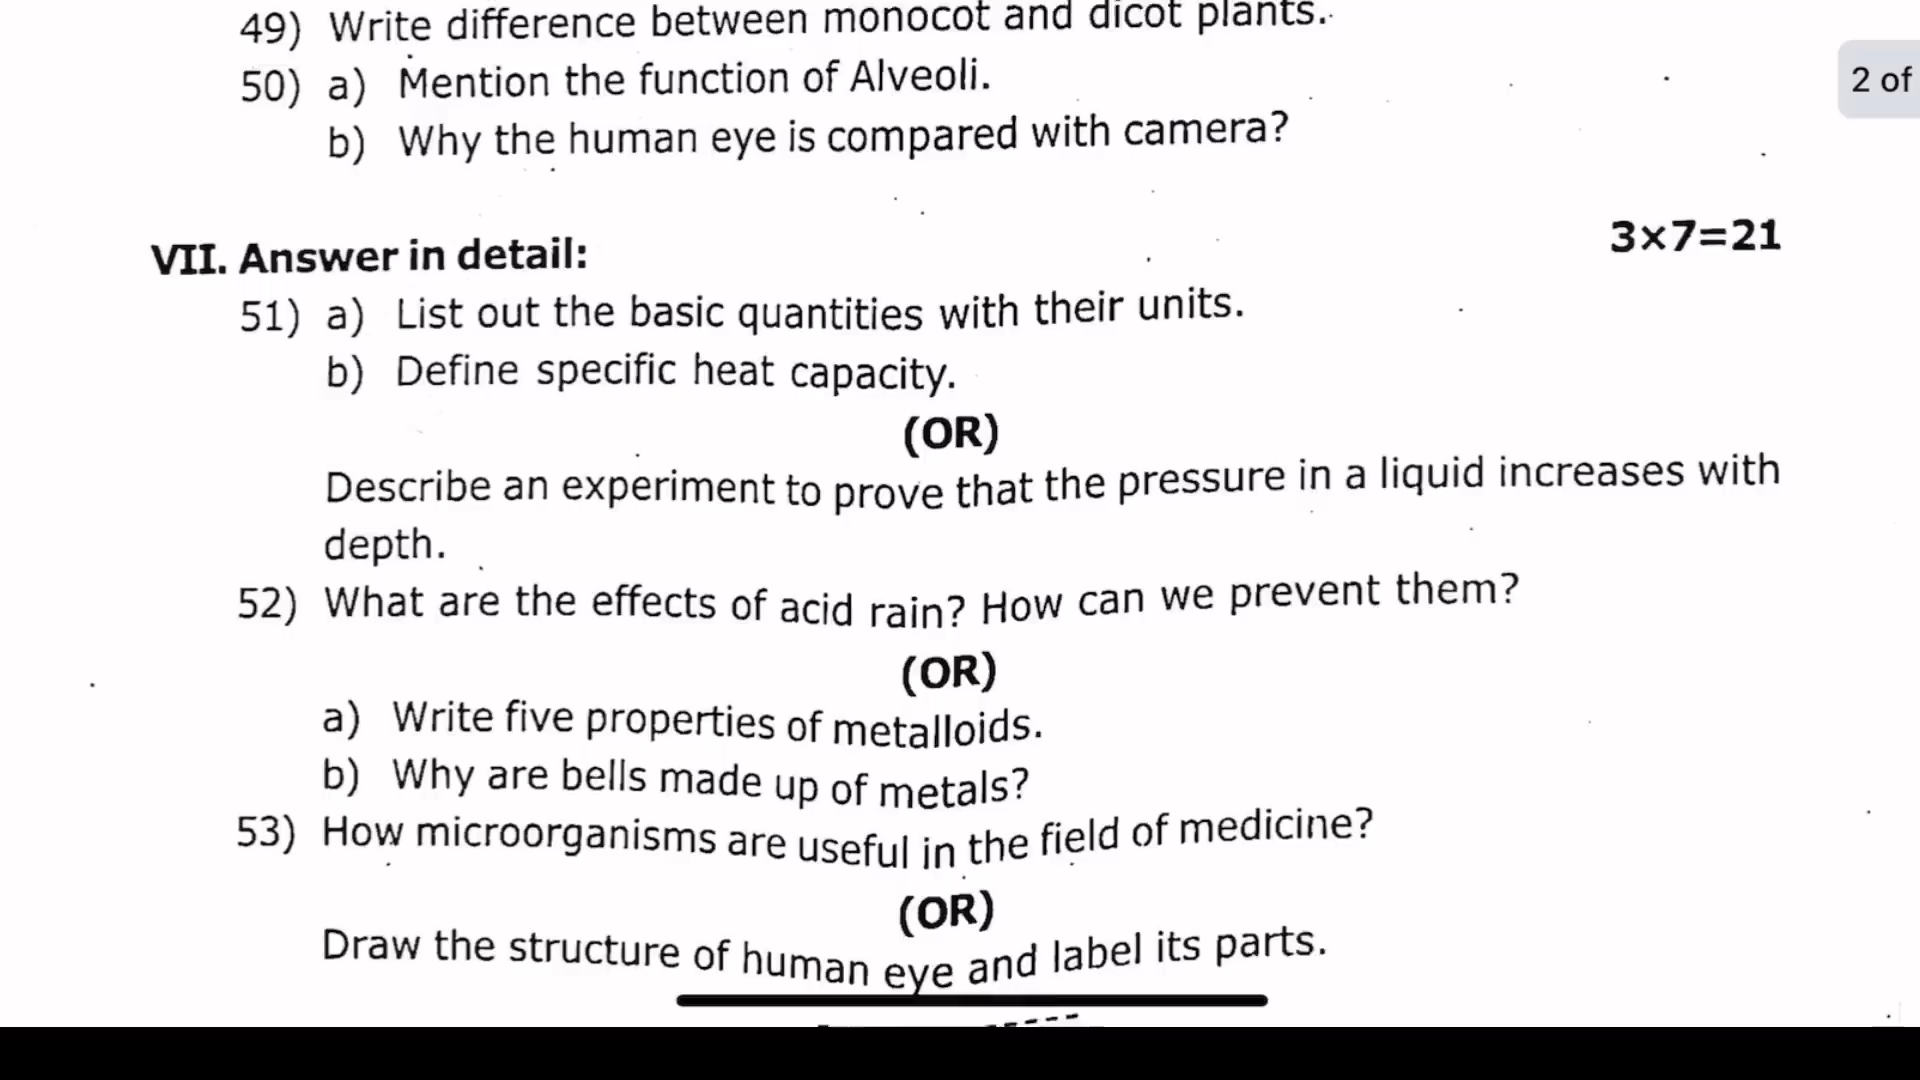 49) Write difference between monocot and dicot plants.
2 of
50) a) Mention the function of Alveoli.
b) Why the human eye is compared with camera?
VII. Answer in detail: 3×7=21
51) a) List out the basic quantities with their units.
b) Define specific heat capacity.
(OR)
Describe an experiment to prove that the pressure in a liquid increases with
depth.
52) What are the effects of acid rain? How can we prevent them?
(OR)
a) Write five properties of metalloids.
b) Why are bells made up of metals?
53) How microorganisms are useful in the field of medicine?
(OR)
Draw the structure of human eye and label its parts.